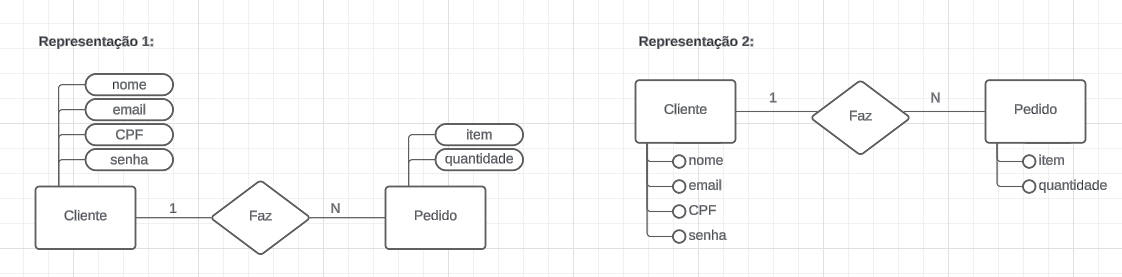 Representação 1:
nome
email
CPF
senha
item
quantidade
Cliente
1
Faz
N
Pedido
Representação 2:
Cliente
1
Faz
N
Pedido
nome
email
CPF
senha
item
quantidade